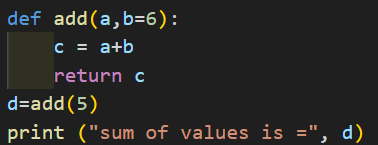 def add(a,b=6):
    c = a+b
    return c
d=add(5)
print ("sum of values is =", d)